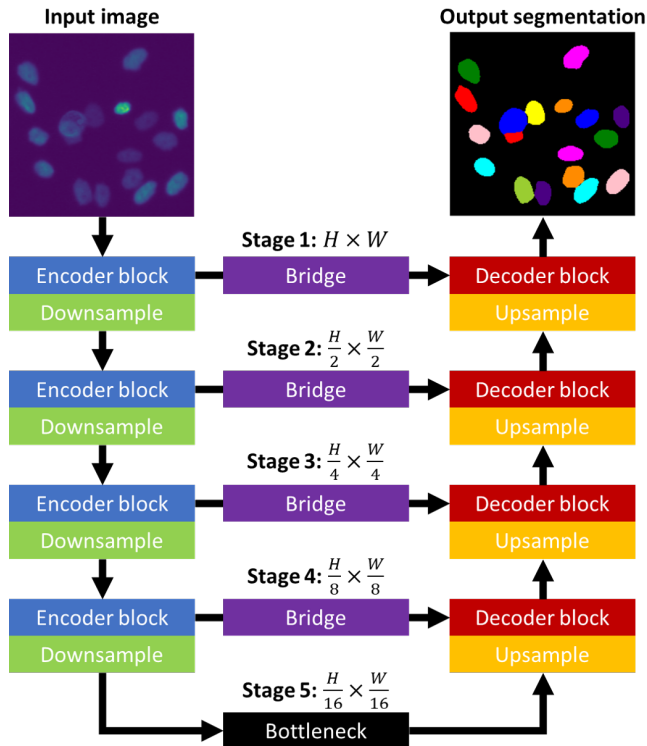 Input image
Output segmentation
Stage 1: H × W
Encoder block
Bridge
Decoder block
Downsample
Upsample
Stage 2: H/2 × W/2
Encoder block
Bridge
Decoder block
Downsample
Upsample
Stage 3: H/4 × W/4
Encoder block
Bridge
Decoder block
Downsample
Upsample
Stage 4: H/8 × W/8
Encoder block
Bridge
Decoder block
Downsample
Upsample
Stage 5: H/16 × W/16
Bottleneck